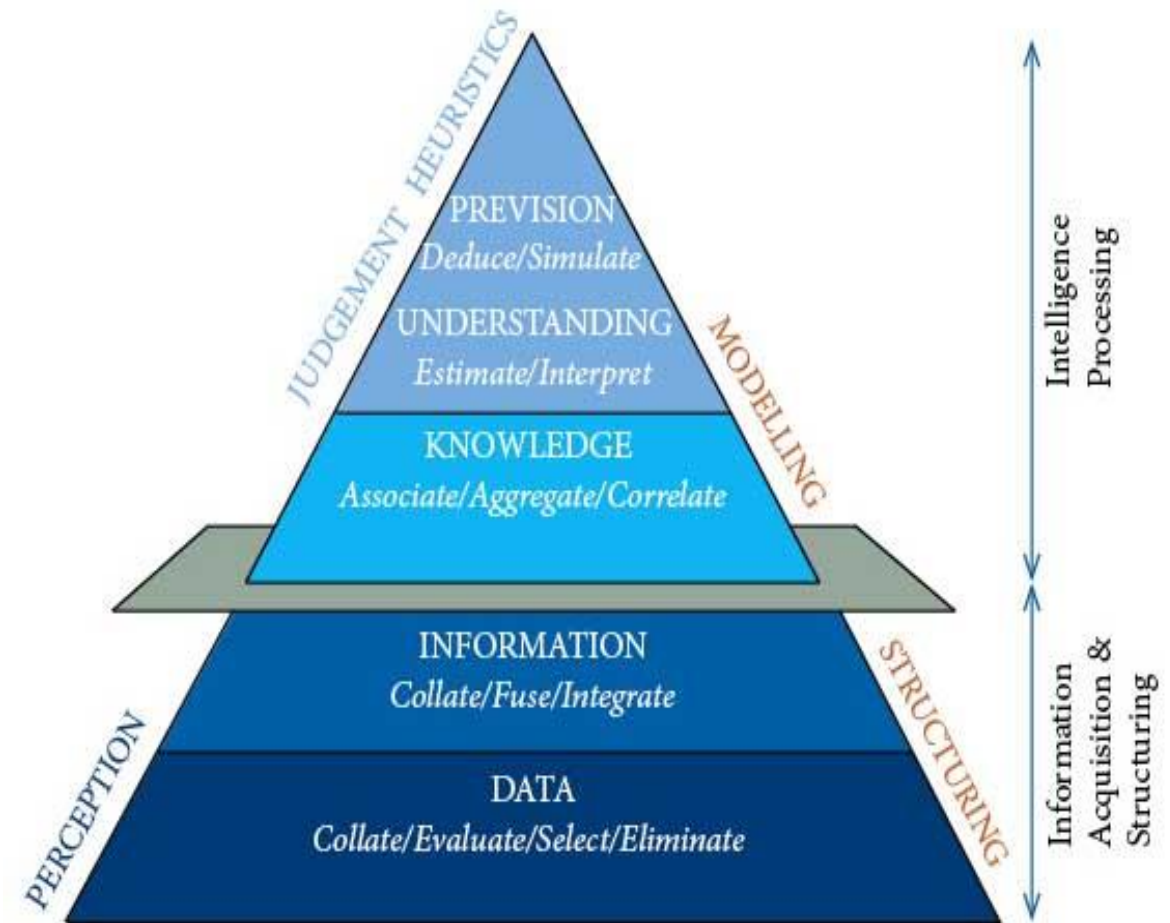 JUDGEMENT HEURISTICS
PREVISION
Deduce/Simulate
UNDERSTANDING
Estimate/Interpret
MODELLING
Intelligence
Processing
KNOWLEDGE
Associate/Aggregate/Correlate
INFORMATION
Collate/Fuse/Integrate
PERCEPTION
STRUCTURING
Information
Acquisition &
Structuring
DATA
Collate/Evaluate/Select/Eliminate